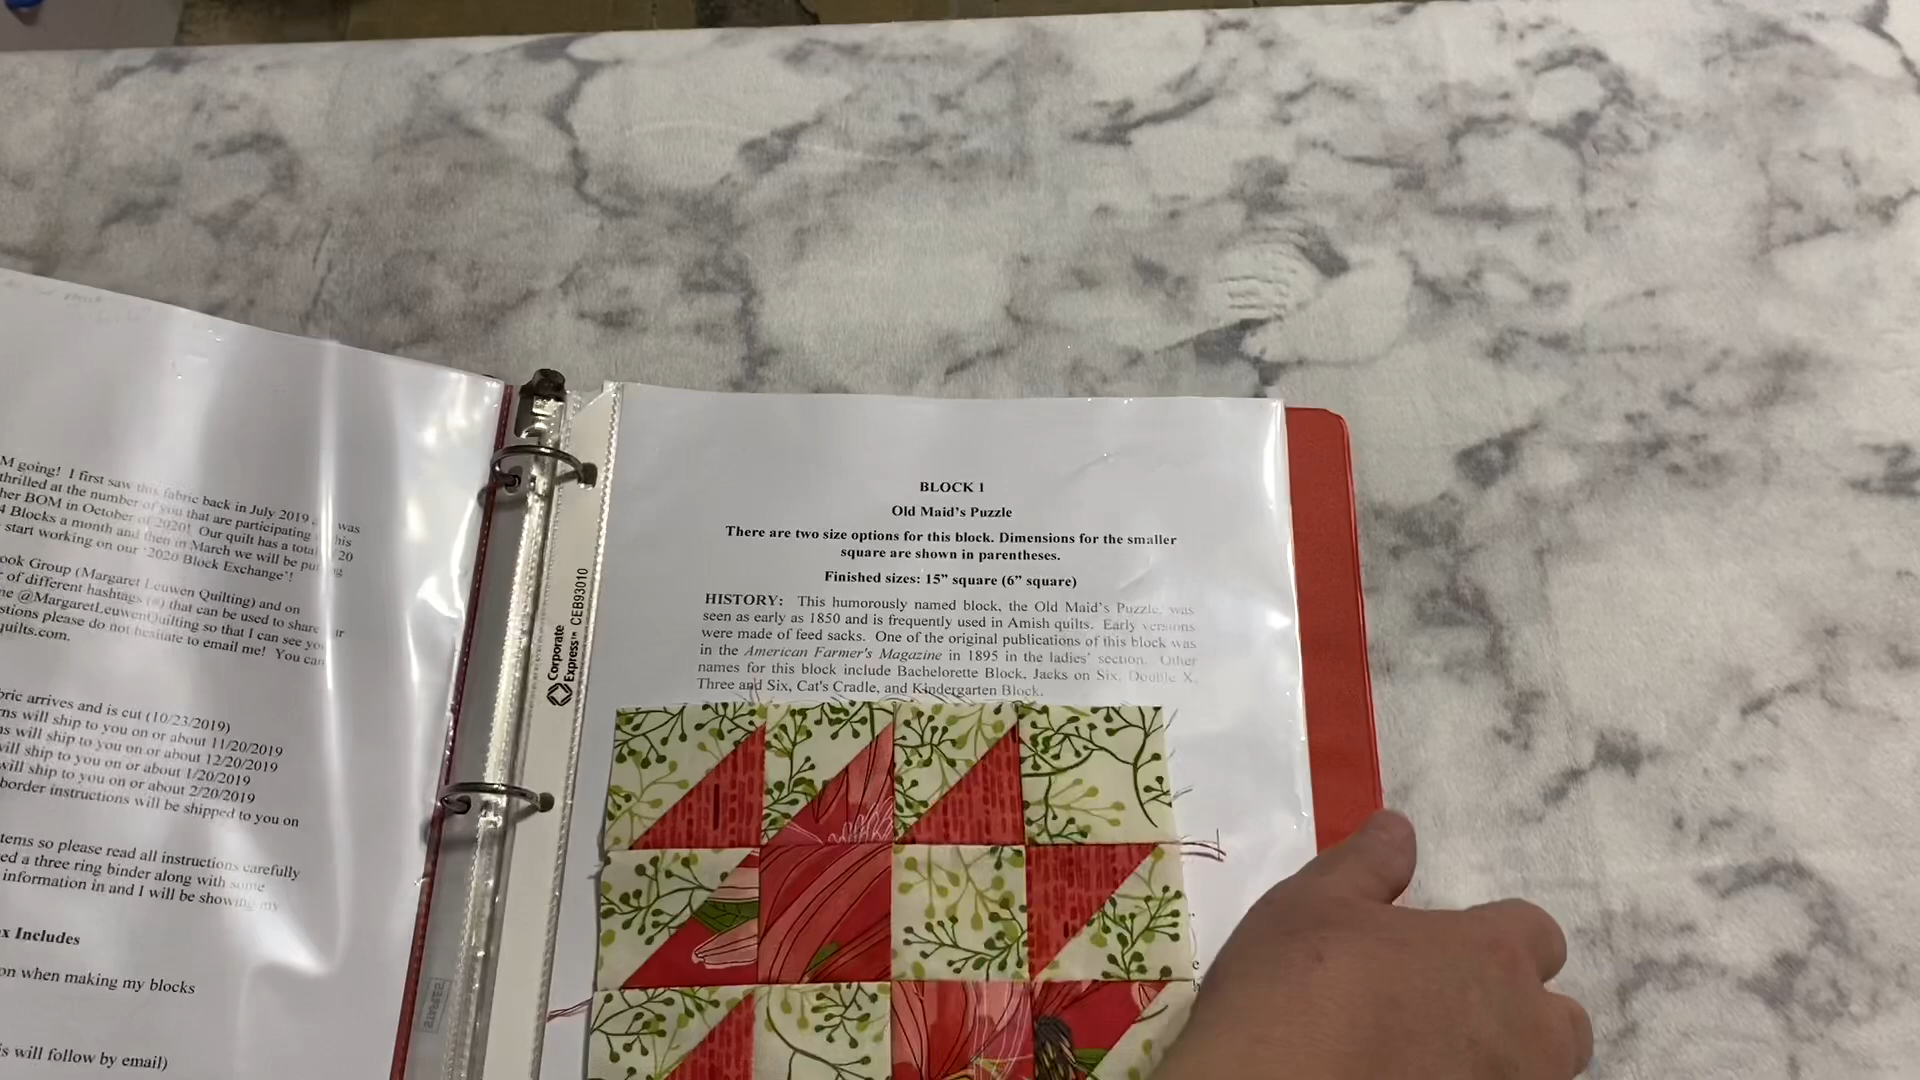 M going! I first saw this fabric back in July 2019 was
thrilled at the number of you that are participating his
her BOM in October of 2020! Our quilt has a total 20
4 Blocks a month and then in March we will be
start working on our '2020 Block Exchange'!
ook Group (Margaret Leuwen Quilting) and on
r of different hashtags (#) that can be used to share
ne @MargaretLeuwenQuilting so that I can see
stions please do not hesitate to email me! You can
quilts.com.
bric arrives and is cut (10/23/2019)
ns will ship to you on or about 11/20/2019
ns will ship to you on or about 12/20/2019
will ship to you on or about 1/20/2019
will ship to you on or about 2/20/2019
border instructions will be shipped to you on
tems so please read all instructions carefully
ed a three ring binder along with some
information in and I will be showing my
x Includes
on when making my blocks
is will follow by email)
Corporate
Express™ CEB93010
BLOCK 1
Old Maid's Puzzle
There are two size options for this block. Dimensions for the smaller
square are shown in parentheses.
Finished sizes: 15" square (6" square)
HISTORY: This humorously named block, the Old Maid's Puzzle, was
seen as early as 1850 and is frequently used in Amish quilts. Early versions
were made of feed sacks. One of the original publications of this block was
in the American Farmer's Magazine in 1895 in the ladies' section. Other
names for this block include Bachelorette Block, Jacks on Six, Double X,
Three and Six, Cat's Cradle, and Kindergarten Block.